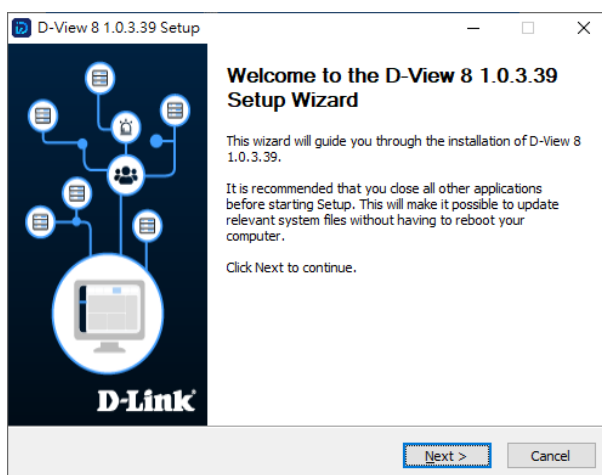 D-View 8 1.0.3.39 Setup
Welcome to the D-View 8 1.0.3.39
Setup Wizard
This wizard will guide you through the installation of D-View 8
1.0.3.39.
It is recommended that you close all other applications
before starting Setup. This will make it possible to update
relevant system files without having to reboot your
computer.
Click Next to continue.
D-Link
Next >
Cancel